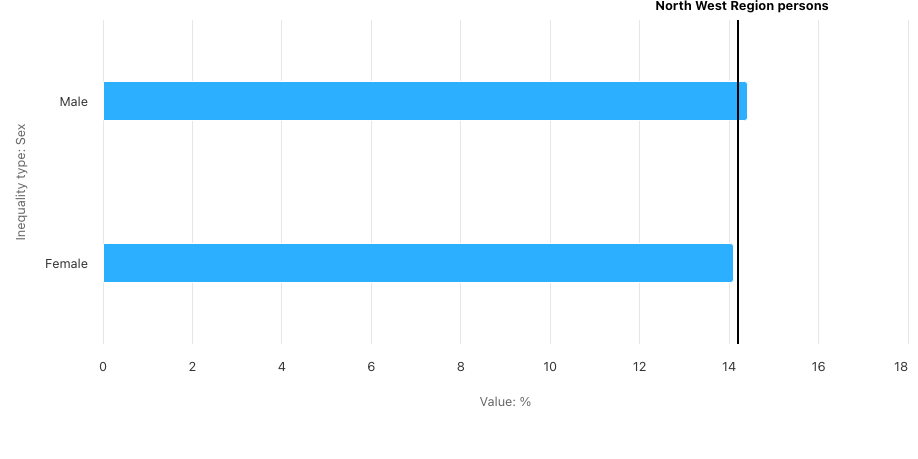 North West Region persons
Male
Inequality type: Sex
Female
0 2 4 6 8 10 12 14 16 18
Value: %